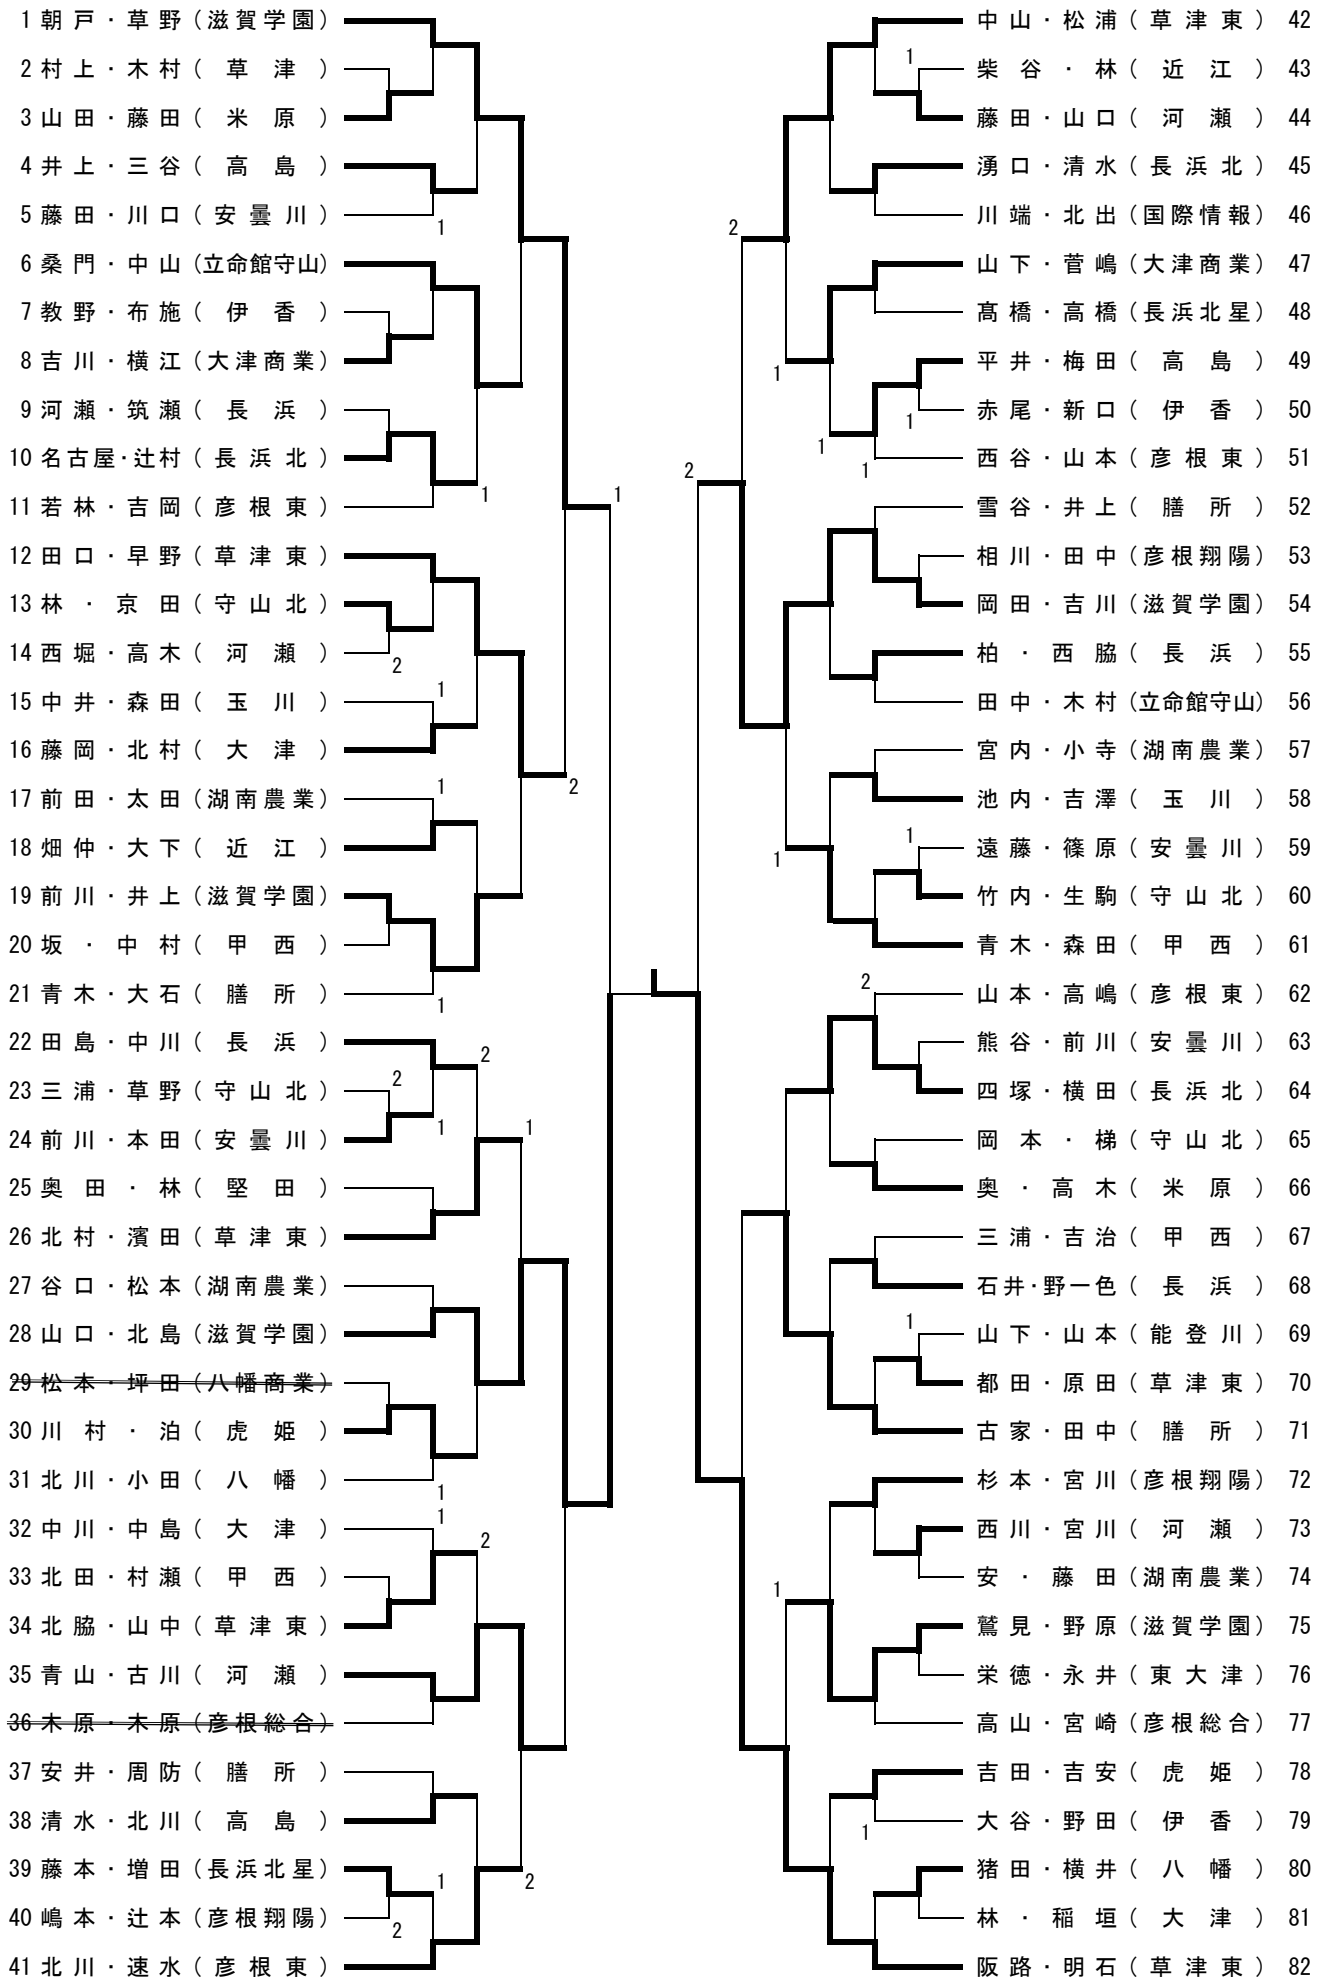 1 朝戸・草野(滋賀学園)
2 村上・木村(草津)
3 山田・藤田(米原)
4 井上・三谷(高島)
5 藤田・川口(安曇川)
1
6 桑門・中山(立命館守山)
7 教野・布施(伊香)
8 吉川・横江(大津商業)
9 河瀬・筑瀬(長浜)
10 名古屋・辻村(長浜北)
1
1
11 若林・吉岡(彦根東)
12 田口・早野(草津東)
13 林・京田(守山北)
14 西堀・高木(河瀬)
2
1
15 中井・森田(玉川)
16 藤岡・北村(大津)
1
2
17 前田・太田(湖南農業)
18 畑仲・大下(近江)
19 前川・井上(滋賀学園)
20 坂・中村(甲西)
21 青木・大石(膳所)
1
22 田島・中川(長浜)
2
2
23 三浦・草野(守山北)
1
1
24 前川・本田(安曇川)
25 奥田・林(堅田)
26 北村・濱田(草津東)
27 谷口・松本(湖南農業)
28 山口・北島(滋賀学園)
29 松本・坪田(八幡商業)
30 川村・泊(虎姫)
31 北川・小田(八幡)
1
1
32 中川・中島(大津)
2
33 北田・村瀬(甲西)
34 北脇・山中(草津東)
35 青山・古川(河瀬)
36 木原・木原(彦根総合)
37 安井・周防(膳所)
38 清水・北川(高島)
39 藤本・増田(長浜北星)
1
2
40 嶋本・辻本(彦根翔陽)
2
41 北川・速水(彦根東)
中山・松浦(草津東) 42
1
柴谷・林(近江) 43
藤田・山口(河瀬) 44
湧口・清水(長浜北) 45
川端・北出(国際情報) 46
2
山下・菅嶋(大津商業) 47
髙橋・高橋(長浜北星) 48
平井・梅田(高島) 49
1
赤尾・新口(伊香) 50
1
1
西谷・山本(彦根東) 51
1
2
雪谷・井上(膳所) 52
相川・田中(彦根翔陽) 53
岡田・吉川(滋賀学園) 54
柏・西脇(長浜) 55
田中・木村(立命館守山) 56
宮内・小寺(湖南農業) 57
池内・吉澤(玉川) 58
1
遠藤・篠原(安曇川) 59
1
竹内・生駒(守山北) 60
青木・森田(甲西) 61
2
山本・高嶋(彦根東) 62
熊谷・前川(安曇川) 63
四塚・横田(長浜北) 64
岡本・梯(守山北) 65
奥・高木(米原) 66
三浦・吉治(甲西) 67
石井・野一色(長浜) 68
1
山下・山本(能登川) 69
都田・原田(草津東) 70
古家・田中(膳所) 71
杉本・宮川(彦根翔陽) 72
西川・宮川(河瀬) 73
安・藤田(湖南農業) 74
1
鷲見・野原(滋賀学園) 75
栄徳・永井(東大津) 76
高山・宮崎(彦根総合) 77
吉田・吉安(虎姫) 78
大谷・野田(伊香) 79
1
猪田・横井(八幡) 80
林・稲垣(大津) 81
阪路・明石(草津東) 82